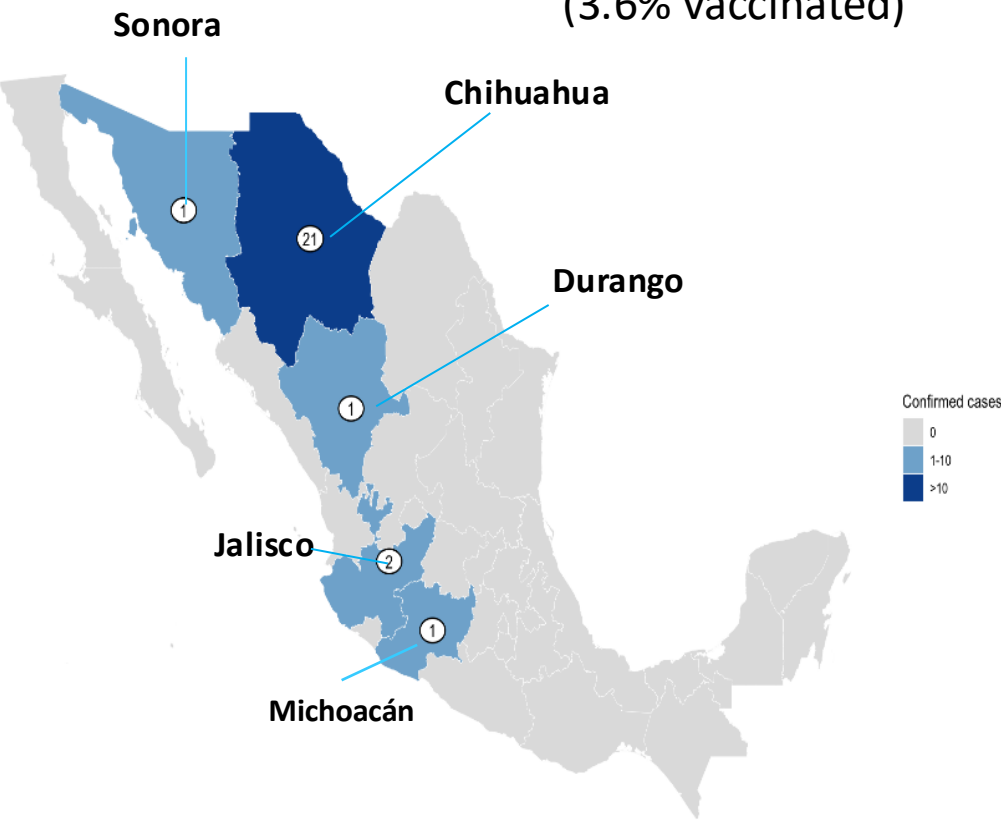 (3.6% vaccinated)
Sonora
Chihuahua
1
21
Durango
1
Confirmed cases
0
1-10
>10
Jalisco
2
1
Michoacán